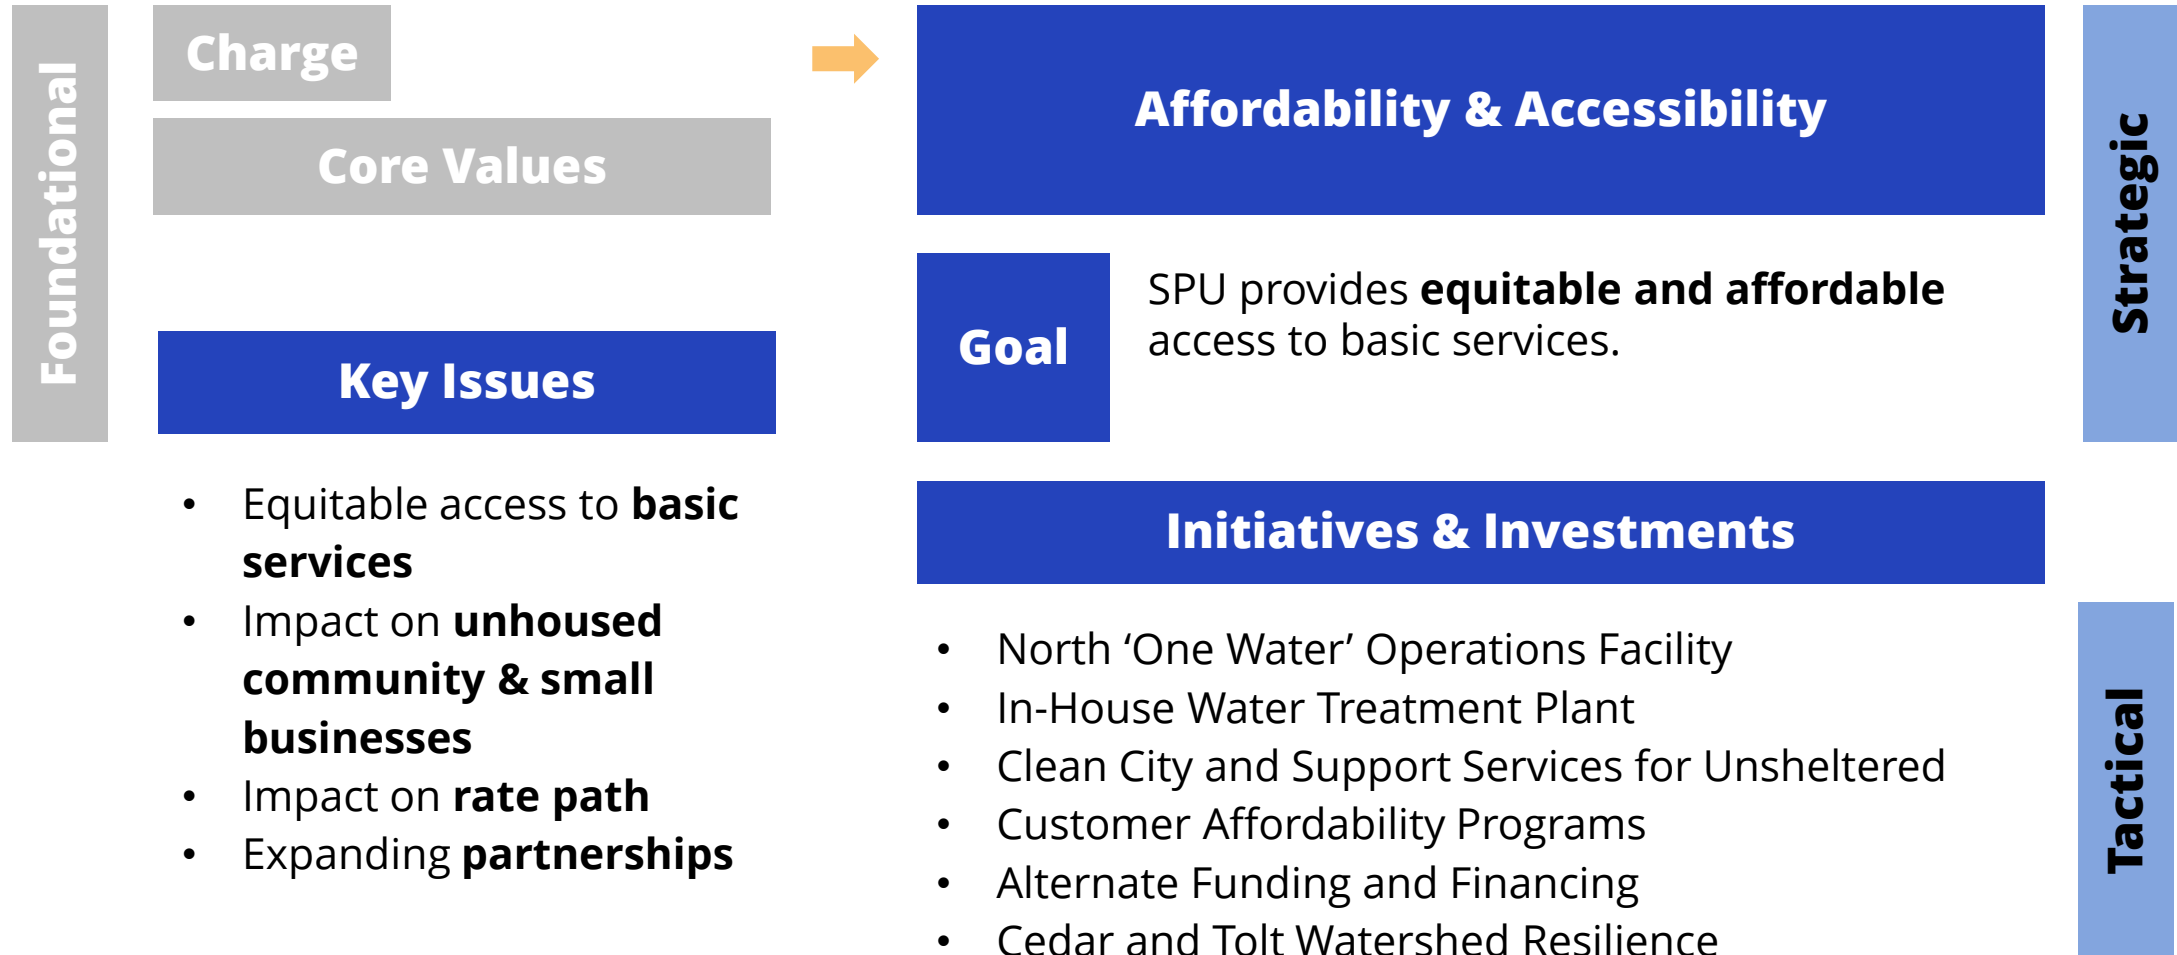 Foundational
Charge
Core Values
Key Issues
• Equitable access to basic
services
• Impact on unhoused
community & small
businesses
• Impact on rate path
• Expanding partnerships
Affordability & Accessibility
Goal
SPU provides equitable and affordable
access to basic services.
Initiatives & Investments
• North ‘One Water’ Operations Facility
• In-House Water Treatment Plant
• Clean City and Support Services for Unsheltered
• Customer Affordability Programs
• Alternate Funding and Financing
• Cedar and Tolt Watershed Resilience
Strategic
Tactical